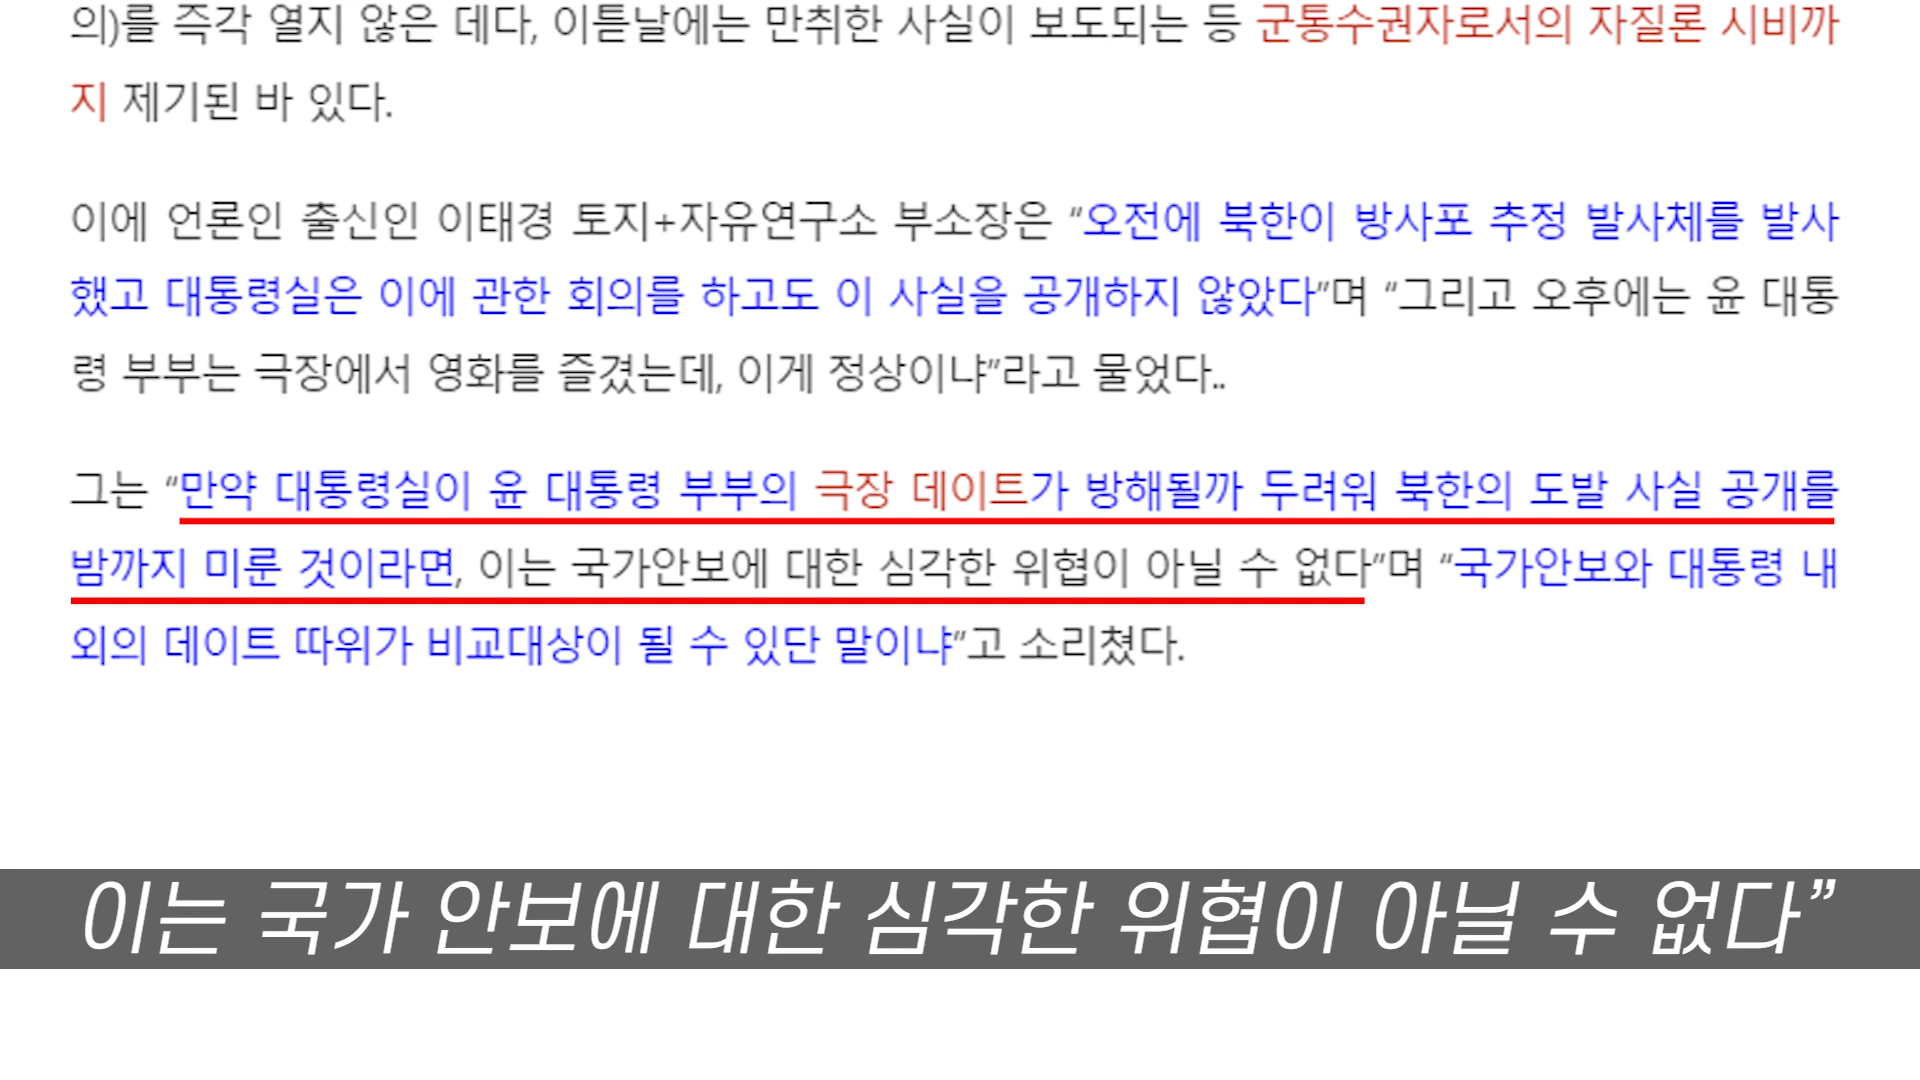 의)를 즉각 열지 않은 데다, 이튿날에는 만취한 사실이 보도되는 등 군통수권자로서의 자질론 시비까
지 제기된 바 있다.
이에 언론인 출신인 이태경 토지+자유연구소 부소장은 “오전에 북한이 방사포 추정 발사체를 발사
했고 대통령실은 이에 관한 회의를 하고도 이 사실을 공개하지 않았다”며 “그리고 오후에는 윤 대통
령 부부는 극장에서 영화를 즐겼는데, 이게 정상이냐”라고 물었다..
그는 “만약 대통령실이 윤 대통령 부부의 극장 데이트가 방해될까 두려워 북한의 도발 사실 공개를
밤까지 미룬 것이라면, 이는 국가안보에 대한 심각한 위협이 아닐 수 없다”며 “국가안보와 대통령 내
외의 데이트 따위가 비교대상이 될 수 있단 말이냐”고 소리쳤다.
이는 국가 안보에 대한 심각한 위협이 아닐 수 없다”